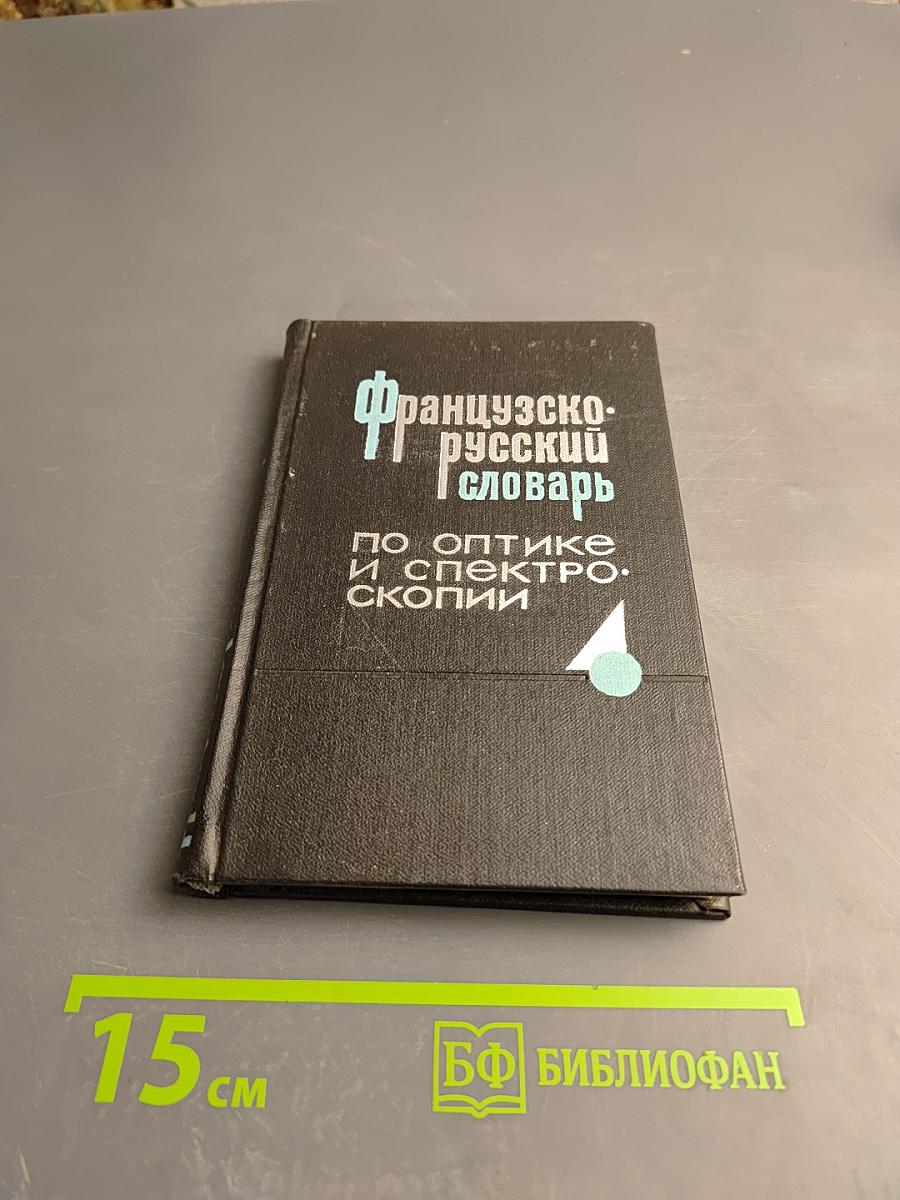 Французско-
русский
словарь
по оптике
и спектро-
скопии
15 см
БФ БИБЛИОФАН